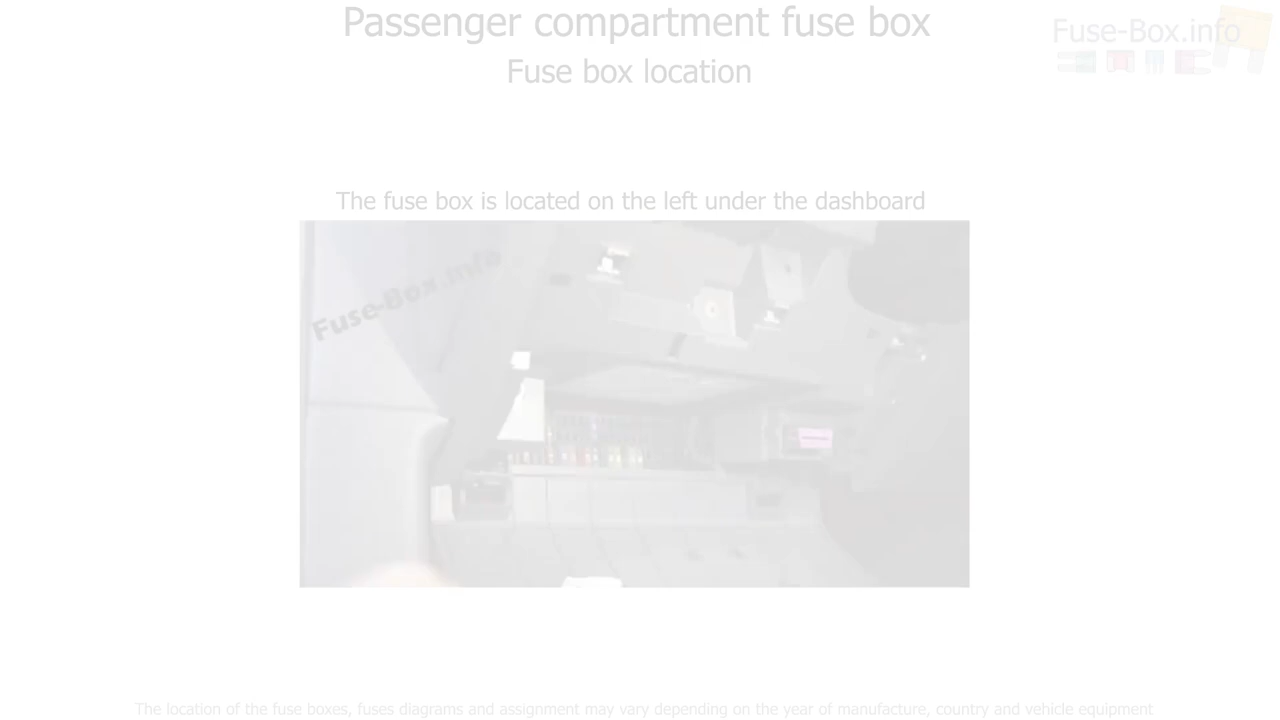 Passenger compartment fuse box
Fuse-Box.info
Fuse box location
The fuse box is located on the left under the dashboard
Fuse-Box.info
The location of the fuse boxes, fuses diagrams and assignment may vary depending on the year of manufacture, country and vehicle equipment